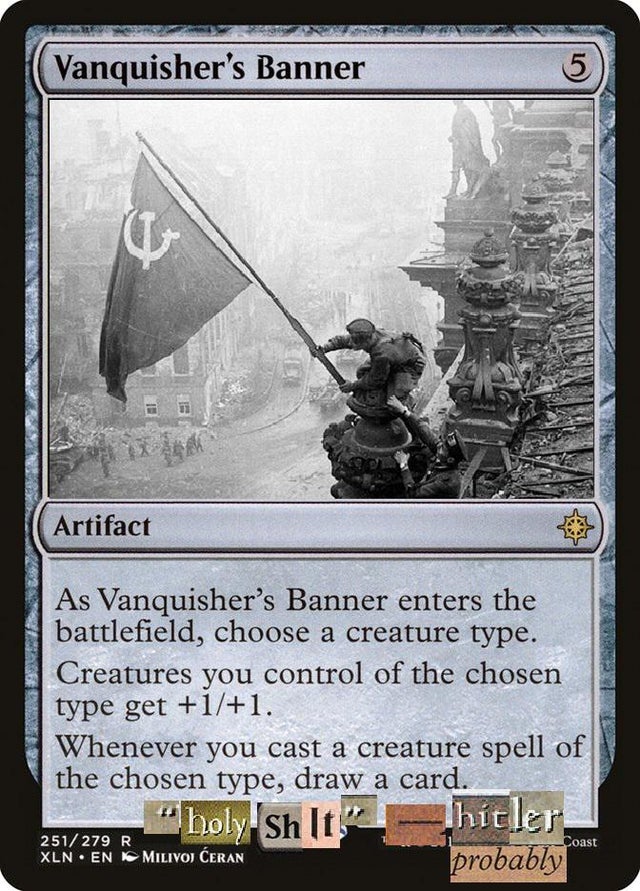 Vanquisher's Banner 5
Artifact
As Vanquisher's Banner enters the
battlefield, choose a creature type.
Creatures you control of the chosen
type get +1/+1.
Whenever you cast a creature spell of
the chosen type, draw a card.
"holy ShIt" — hitler
probably
251/279 R
XLN • EN Milivoj Ćeran
Coast